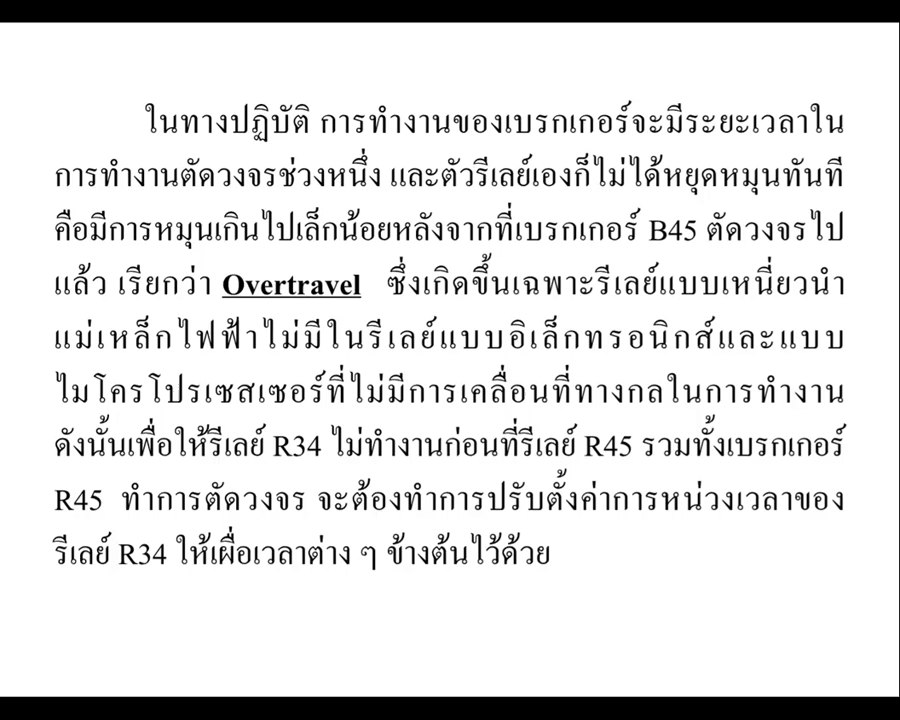 ในทางปฏิบัติ การทำงานของเบรกเกอร์จะมีระยะเวลาใน
การทำงานตัดวงจรช่วงหนึ่ง และตัวรีเลย์เองก็ไม่ได้หยุดหมุนทันที
คือมีการหมุนเกินไปเล็กน้อยหลังจากที่เบรกเกอร์ B45 ตัดวงจรไป
แล้ว เรียกว่า Overtravel ซึ่งเกิดขึ้นเฉพาะรีเลย์แบบเหนี่ยวนำ
แม่เหล็กไฟฟ้าไม่มีในรีเลย์แบบอิเล็กทรอนิกส์และแบบ
ไมโครโปรเซสเซอร์ที่ไม่มีการเคลื่อนที่ทางกลในการทำงาน
ดังนั้นเพื่อให้รีเลย์ R34 ไม่ทำงานก่อนที่รีเลย์ R45 รวมทั้งเบรกเกอร์
R45 ทำการตัดวงจร จะต้องทำการปรับตั้งค่าการหน่วงเวลาของ
รีเลย์ R34 ให้เผื่อเวลาต่าง ๆ ข้างต้นไว้ด้วย